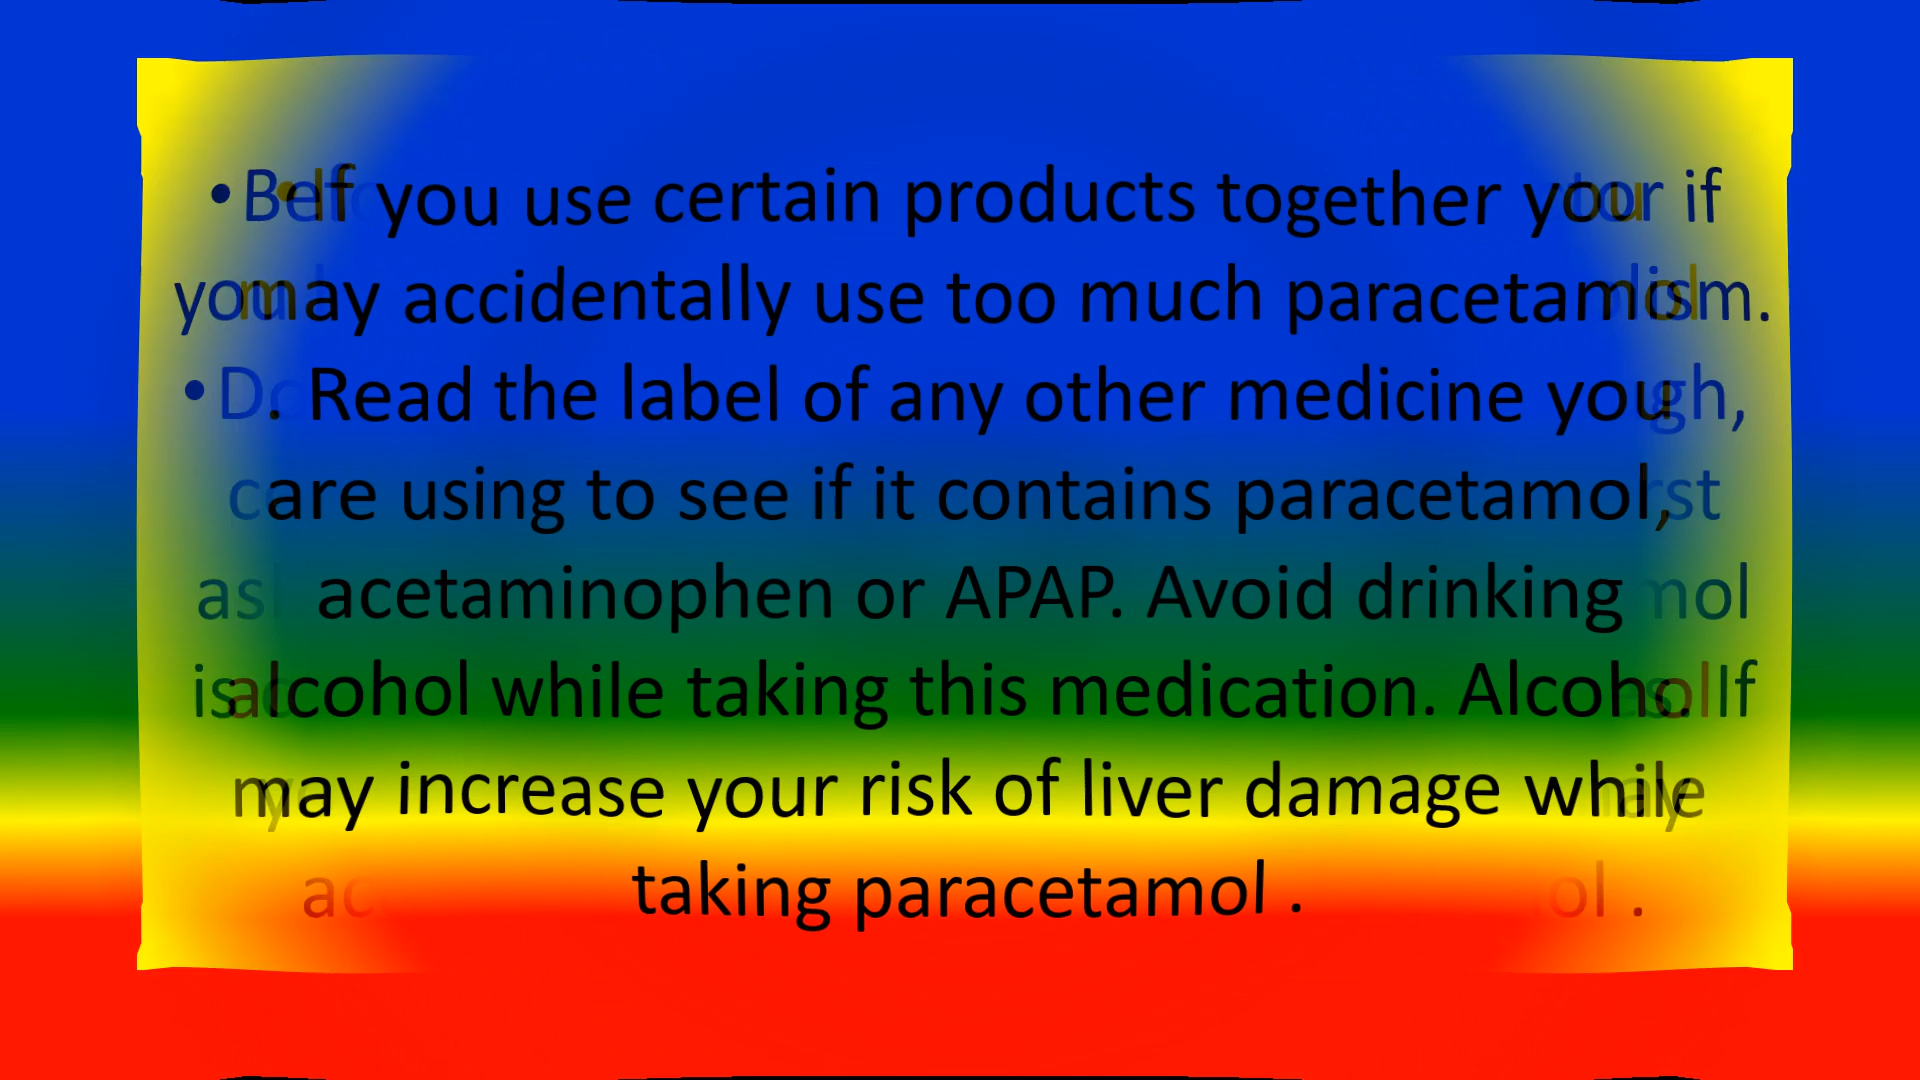 • If you use certain products together you
may accidentally use too much paracetamol
. Read the label of any other medicine you
are using to see if it contains paracetamol,
acetaminophen or APAP. Avoid drinking
alcohol while taking this medication. Alcohol
may increase your risk of liver damage while
taking paracetamol .